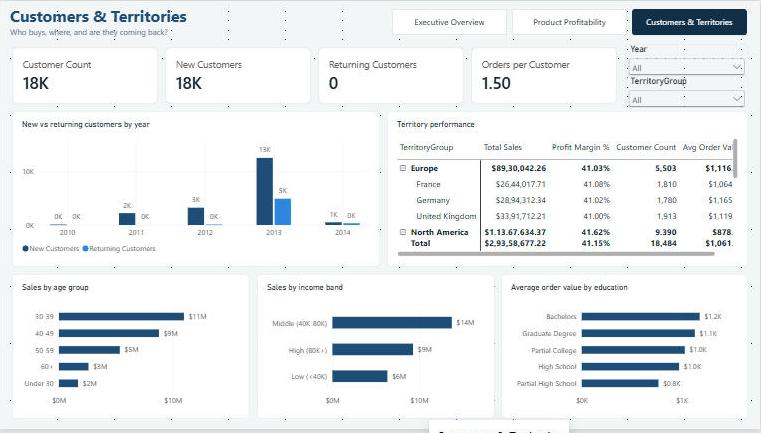 Customers & Territories
Who buys, where, and are they coming back?
Executive Overview
Product Profitability
Customers & Territories
Customer Count
18K
New Customers
18K
Returning Customers
0
Orders per Customer
1.50
Year
All
TerritoryGroup
All
New vs returning customers by year
10K
0K
0K 0K
2K 0K
3K 0K
13K 5K
1K 0K
2010 2011 2012 2013 2014
New Customers Returning Customers
Territory performance
TerritoryGroup Total Sales Profit Margin % Customer Count Avg Order Val
Europe $89,30,042.26 41.03% 5,503 $1,116.
France $26,44,017.71 41.08% 1,810 $1,064
Germany $28,94,312.34 41.02% 1,780 $1,165
United Kingdom $33,91,712.21 41.00% 1,913 $1,119
North America $1,13,67,634.37 41.62% 9,390 $878.
Total $2,93,58,677.22 41.15% 18,484 $1,061.
Sales by age group
30-39 $11M
40-49 $9M
50-59 $5M
60+ $3M
Under 30 $2M
$0M $10M
Sales by income band
Middle (40K-80K) $14M
High (80K+) $9M
Low (<40K) $6M
$0M $10M
Average order value by education
Bachelors $1.2K
Graduate Degree $1.1K
Partial College $1.0K
High School $1.0K
Partial High School $0.8K
$0K $1K